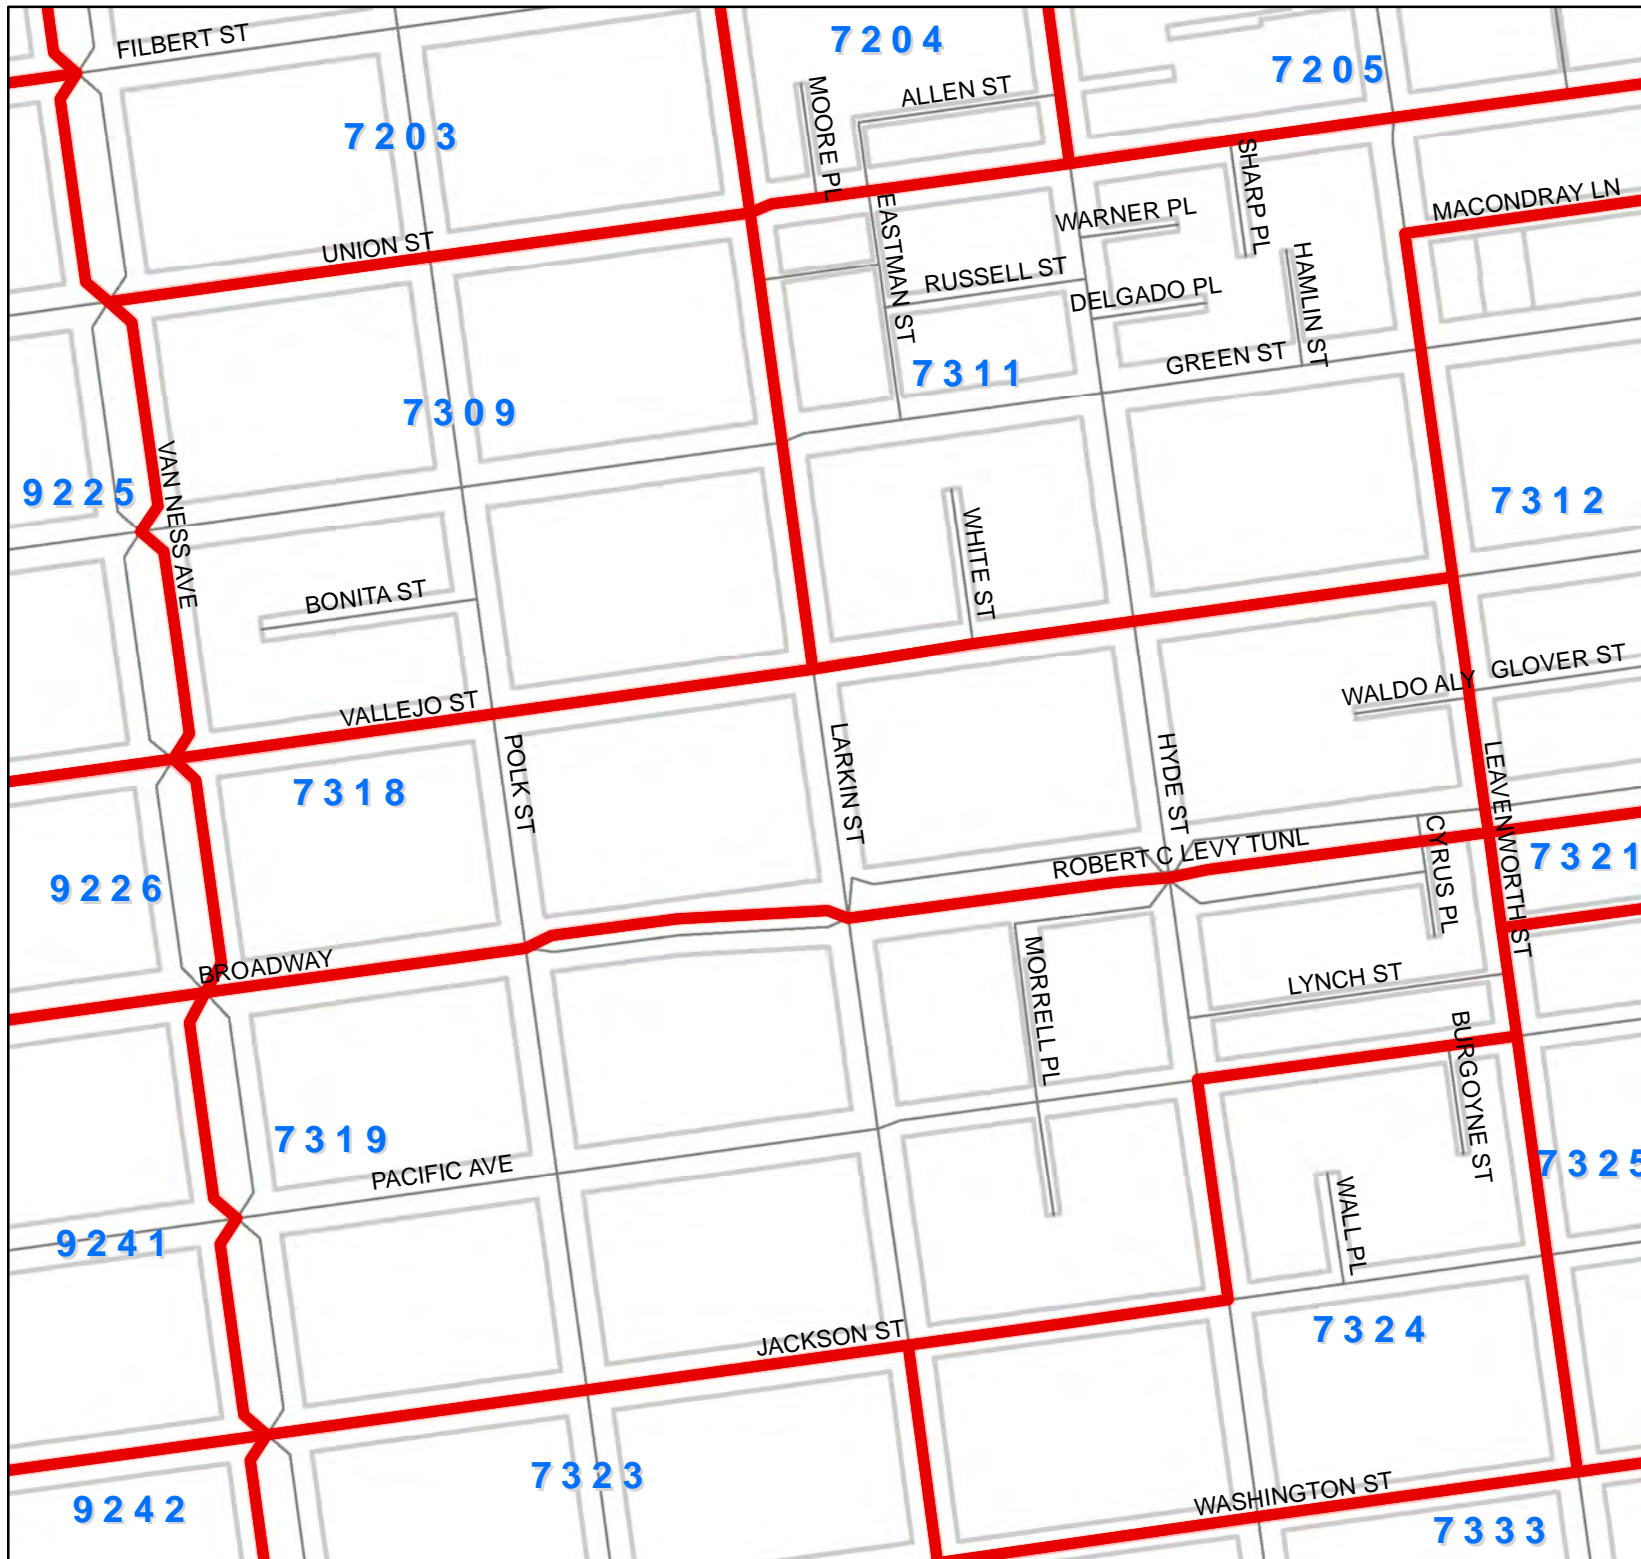 FILBERT ST
7204
7205
ALLEN ST
MOORE PL
7203
SHARP PL
MACONDRAY LN
WARNER PL
EASTMAN ST
UNION ST
HAMLIN ST
RUSSELL ST
DELGADO PL
GREEN ST
7311
7309
9225
VAN NESS AVE
7312
WHITE ST
BONITA ST
GLOVER ST
WALDO ALY
VALLEJO ST
POLK ST
LARKIN ST
HYDE ST
LEAVENWORTH ST
7318
CYRUS PL
ROBERT C LEVY TUNL
7321
9226
BROADWAY
MORRELL PL
LYNCH ST
BURGOYNE ST
7319
PACIFIC AVE
7325
WALL PL
9241
JACKSON ST
7324
7323
WASHINGTON ST
9242
7333